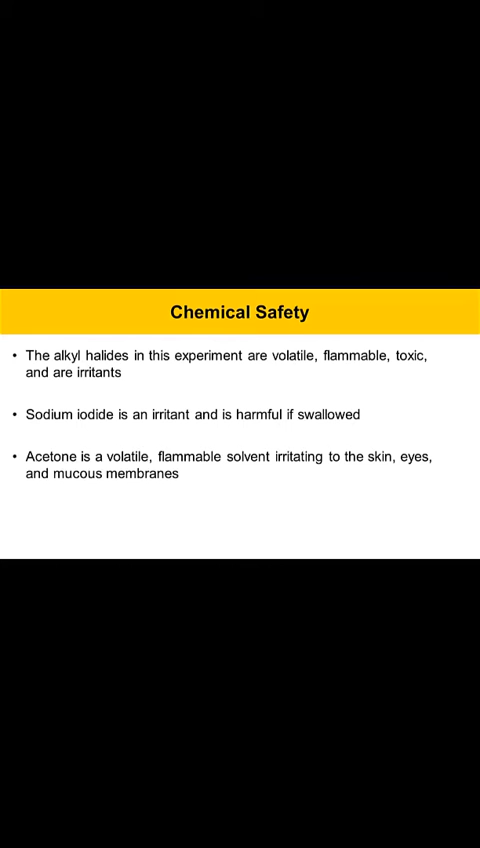 Chemical Safety
• The alkyl halides in this experiment are volatile, flammable, toxic,
and are irritants
• Sodium iodide is an irritant and is harmful if swallowed
• Acetone is a volatile, flammable solvent irritating to the skin, eyes,
and mucous membranes